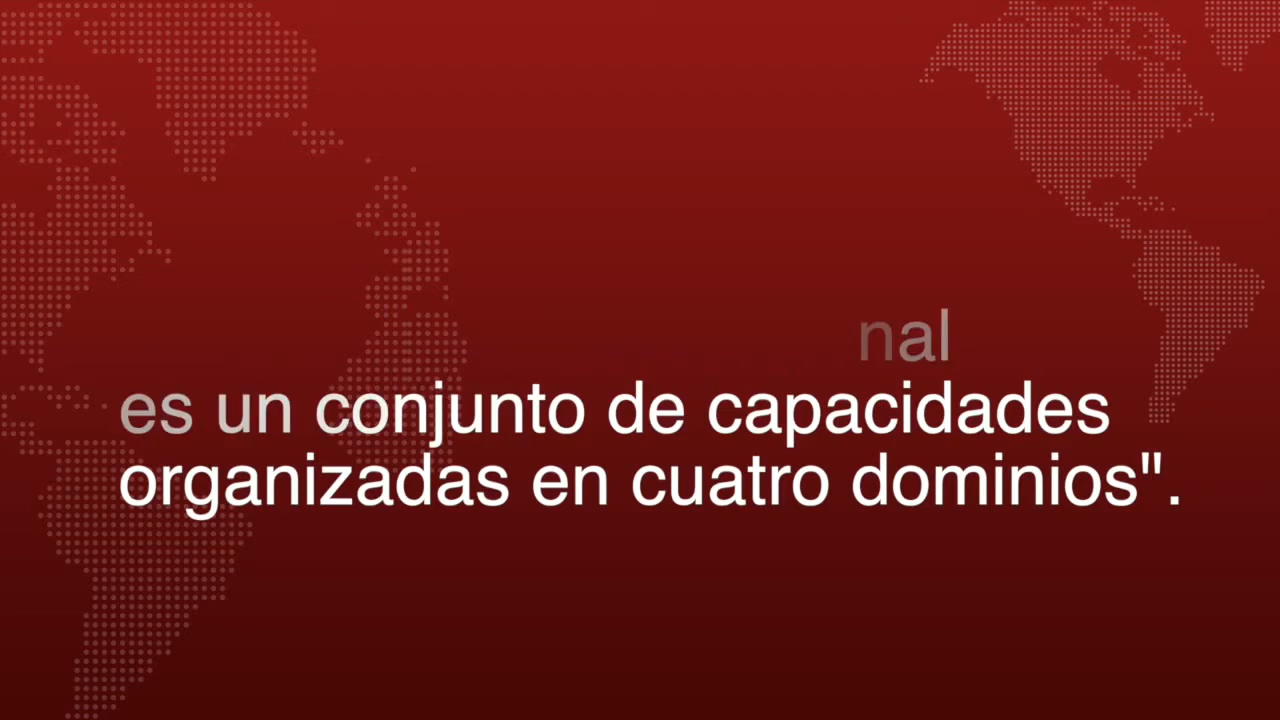 nal
es un conjunto de capacidades
organizadas en cuatro dominios".